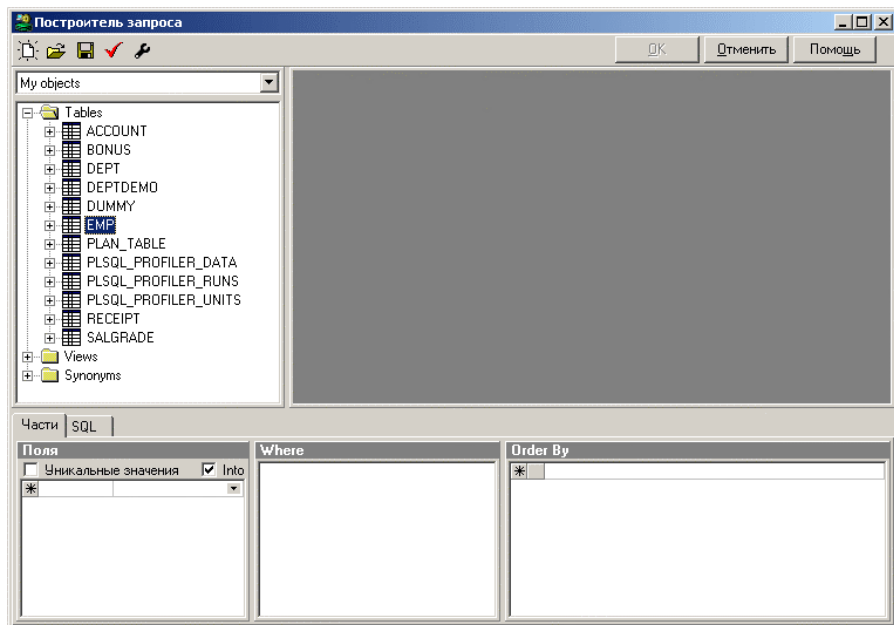 Построитель запроса
OK Отменить Помощь
My objects
Tables
ACCOUNT
BONUS
DEPT
DEPTDEMO
DUMMY
EMP
PLAN_TABLE
PLSQL_PROFILER_DATA
PLSQL_PROFILER_RUNS
PLSQL_PROFILER_UNITS
RECEIPT
SALGRADE
Views
Synonyms
Части SQL
Поля Where Order By
Уникальные значения Into